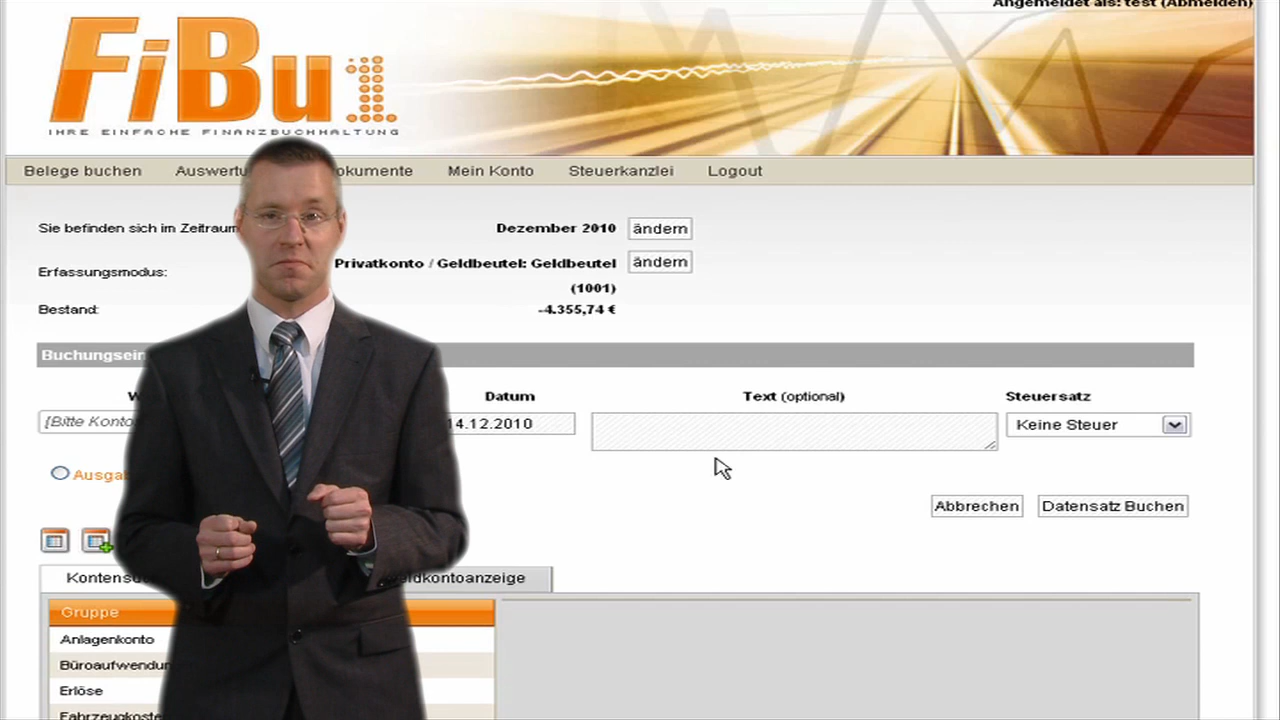 Angemeldet als: test (Abmelden)
FiBu1
IHRE EINFACHE FINANZBUCHHALTUNG
Belege buchen
Mein Konto Steuerkanzlei Logout
Sie befinden sich im Zeitraum Dezember 2010 ändern
Erfassungsmodus: Privatkonto / Geldbeutel: Geldbeutel ändern
(1001)
Bestand: -4.355,74 €
Datum Text (optional) Steuersatz
[Bitte 14.12.2010 Keine Steuer
Abbrechen Datensatz Buchen
Gruppe
Anlagenkonto
Erlöse